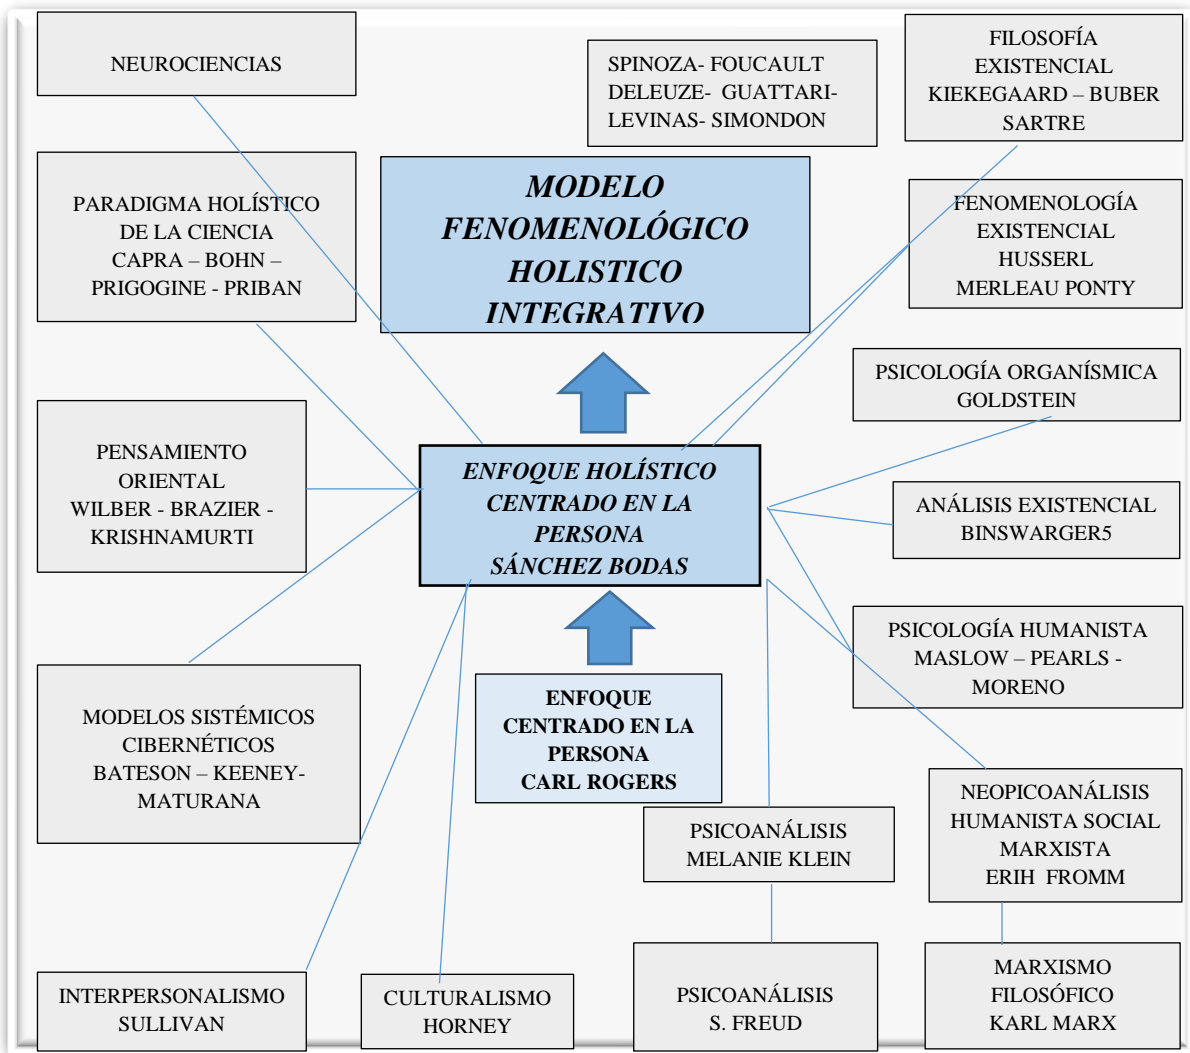 NEUROCIENCIAS
SPINOZA- FOUCAULT
DELEUZE- GUATTARI-
LEVINAS- SIMONDON
FILOSOFÍA
EXISTENCIAL
KIEKEGAARD – BUBER
SARTRE
PARADIGMA HOLÍSTICO
DE LA CIENCIA
CAPRA – BOHN –
PRIGOGINE - PRIBAN
MODELO
FENOMENOLÓGICO
HOLISTICO
INTEGRATIVO
FENOMENOLOGÍA
EXISTENCIAL
HUSSERL
MERLEAU PONTY
PSICOLOGÍA ORGANÍSMICA
GOLDSTEIN
PENSAMIENTO
ORIENTAL
WILBER - BRAZIER -
KRISHNAMURTI
ENFOQUE HOLÍSTICO
CENTRADO EN LA
PERSONA
SÁNCHEZ BODAS
ANÁLISIS EXISTENCIAL
BINSWARGER5
PSICOLOGÍA HUMANISTA
MASLOW – PEARLS -
MORENO
MODELOS SISTÉMICOS
CIBERNÉTICOS
BATESON – KEENEY-
MATURANA
ENFOQUE
CENTRADO EN LA
PERSONA
CARL ROGERS
PSICOANÁLISIS
MELANIE KLEIN
NEOPICOANÁLISIS
HUMANISTA SOCIAL
MARXISTA
ERIH FROMM
INTERPERSONALISMO
SULLIVAN
CULTURALISMO
HORNEY
PSICOANÁLISIS
S. FREUD
MARXISMO
FILOSÓFICO
KARL MARX